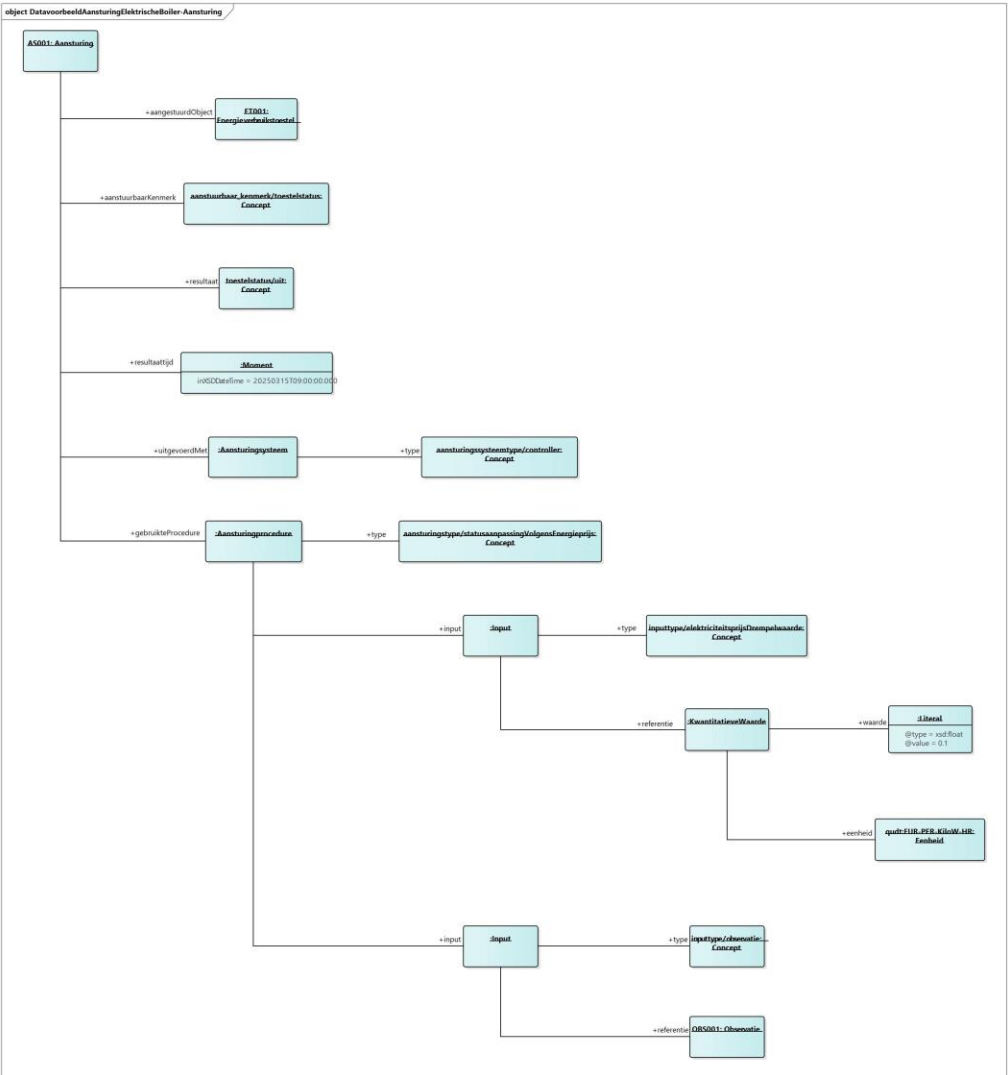 object DatavoorbeeldAansturingElektrischeBoiler-Aansturing
AS001: Aansturing
+aangestuurdObject
ET001:
Energieverbruikstoestel
+aanstuurbaarKenmerk
aanstuurbaar_kenmerk/toestelstatus:
Concept
+resultaat
toestelstatus/uit:
Concept
+resultaattijd
:Moment
inXSDDateTime = 20250315T09:00:00:000
+uitgevoerdMet
:Aansturingsysteem
+type
aansturingssysteemtype/controller:
Concept
+gebruikteProcedure
:Aansturingprocedure
+type
aansturingstype/statusaanpassingVolgensEnergieprijs:
Concept
+input
:Input
+type
inputtype/elektriciteitsprijsDrempelwaarde:
Concept
+referentie
:KwantitatieveWaarde
+waarde
:Literal
@type = xsd:float
@value = 0.1
+eenheid
qudt:EUR-PER-KiloW-HR:
Eenheid
+input
:Input
+type
inputtype/observatie:
Concept
+referentie
OBS001: Observatie